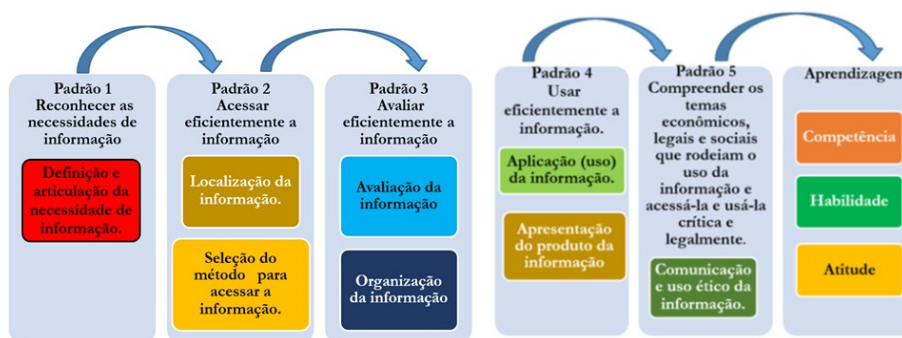 Padrão 1
Reconhecer as
necessidades de
informação
Definição e
articulação da
necessidade de
informação.
Padrão 2
Acessar
eficientemente a
informação
Localização da
informação.
Seleção do
método para
acessar a
informação.
Padrão 3
Avaliar
eficientemente a
informação
Avaliação da
informação
Organização
da informação
Padrão 4
Usar
eficientemente a
informação.
Aplicação (uso)
da informação.
Apresentação
do produto da
informação
Padrão 5
Compreender os
temas
econômicos,
legais e sociais
que rodeiam o
uso da
informação e
acessá-la e usá-la
crítica e
legalmente.
Comunicação
e uso ético da
informação.
Aprendizagem
Competência
Habilidade
Atitude